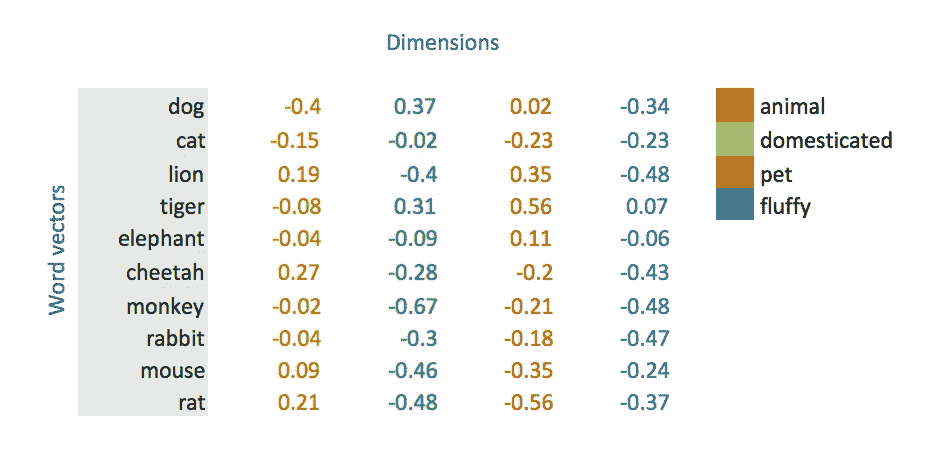 Dimensions
dog -0.4 0.37 0.02 -0.34 animal
cat -0.15 -0.02 -0.23 -0.23 domesticated
lion 0.19 -0.4 0.35 -0.48 pet
tiger -0.08 0.31 0.56 0.07 fluffy
elephant -0.04 -0.09 0.11 -0.06
cheetah 0.27 -0.28 -0.2 -0.43
monkey -0.02 -0.67 -0.21 -0.48
rabbit -0.04 -0.3 -0.18 -0.47
mouse 0.09 -0.46 -0.35 -0.24
rat 0.21 -0.48 -0.56 -0.37
Word vectors